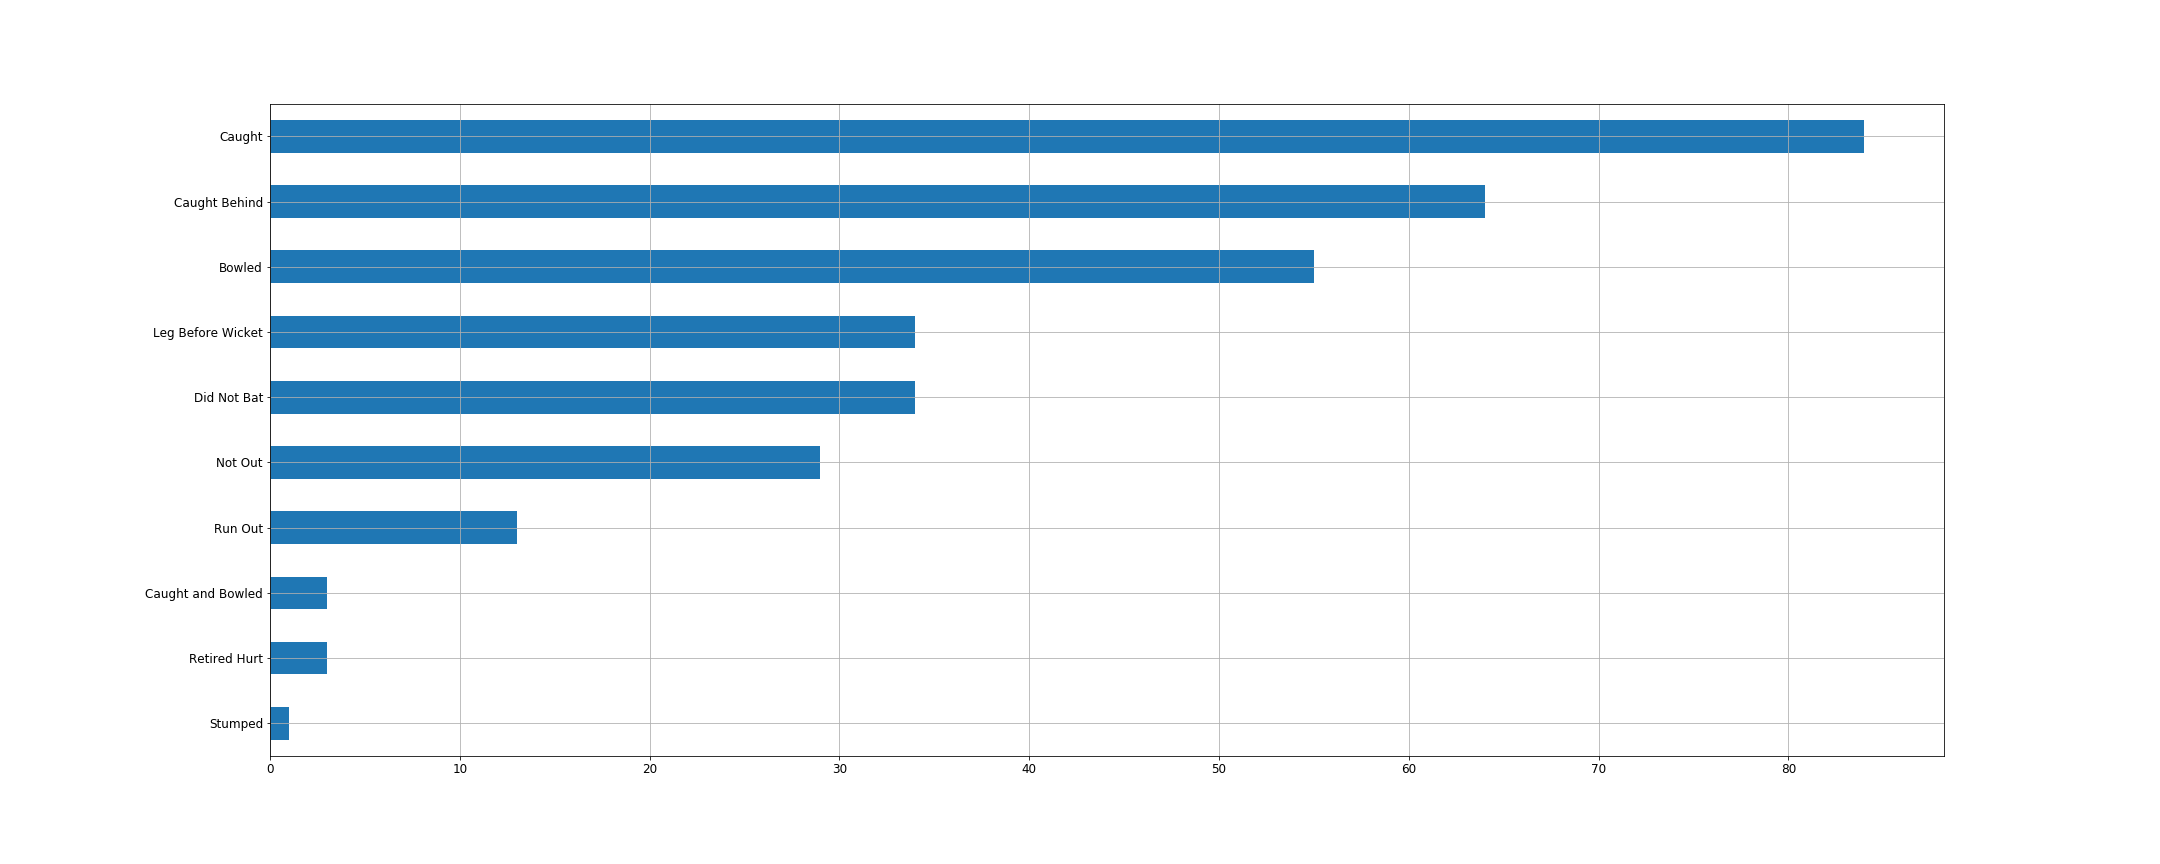 Caught
Caught Behind
Bowled
Leg Before Wicket
Did Not Bat
Not Out
Run Out
Caught and Bowled
Retired Hurt
Stumped
0 10 20 30 40 50 60 70 80